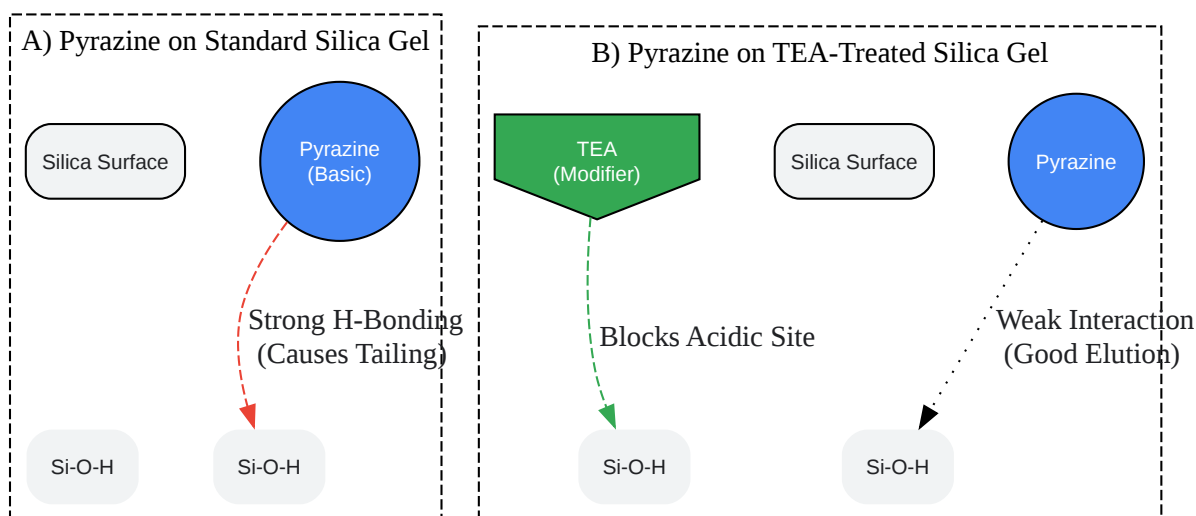 A) Pyrazine on Standard Silica Gel
Silica Surface
Pyrazine
(Basic)
Strong H-Bonding
(Causes Tailing)
Si-O-H
Si-O-H
B) Pyrazine on TEA-Treated Silica Gel
TEA
(Modifier)
Silica Surface
Pyrazine
Blocks Acidic Site
Weak Interaction
(Good Elution)
Si-O-H
Si-O-H